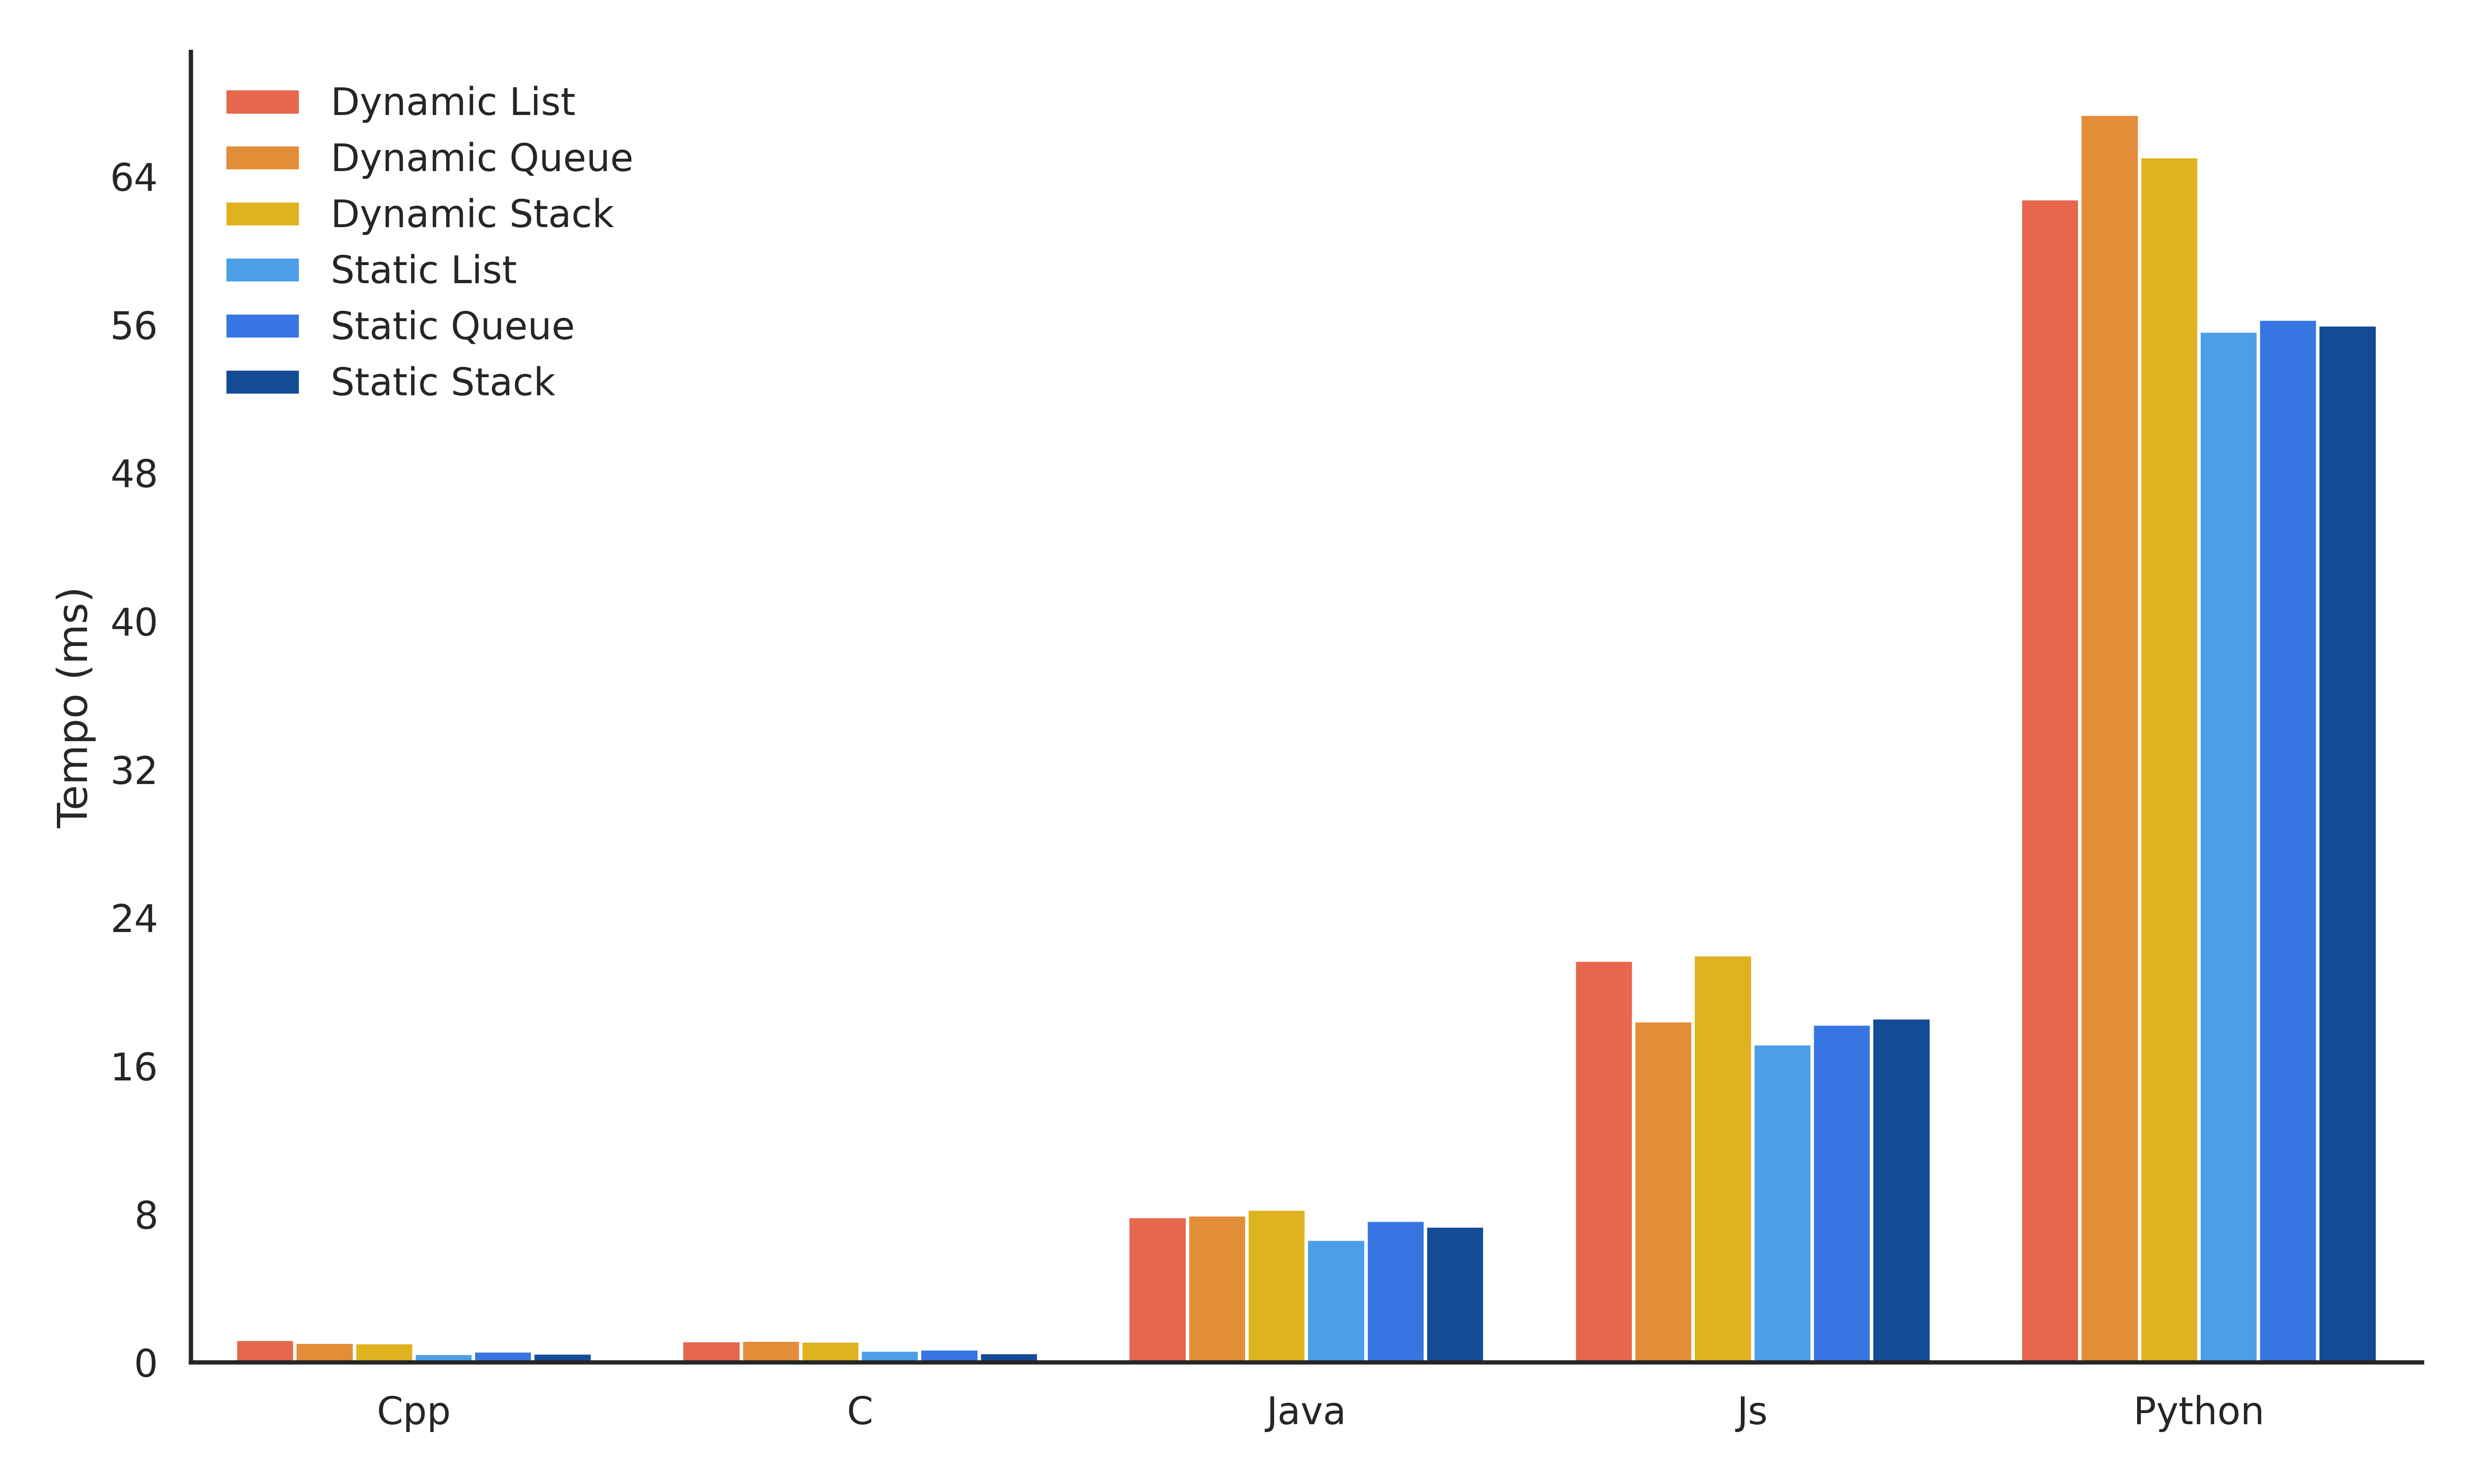 Dynamic List
Dynamic Queue
Dynamic Stack
Static List
Static Queue
Static Stack
Tempo (ms)
64
56
48
40
32
24
16
8
0
Cpp
C
Java
Js
Python